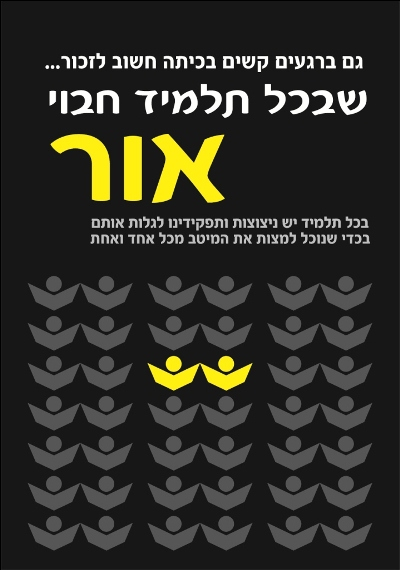 גם ברגעים קשים בכיתה חשוב לזכור...
שבכל תלמיד חבוי
אור
בכל תלמיד יש ניצוצות ותפקידינו לגלות אותם
בכדי שנוכל למצות את המיטב מכל אחד ואחת